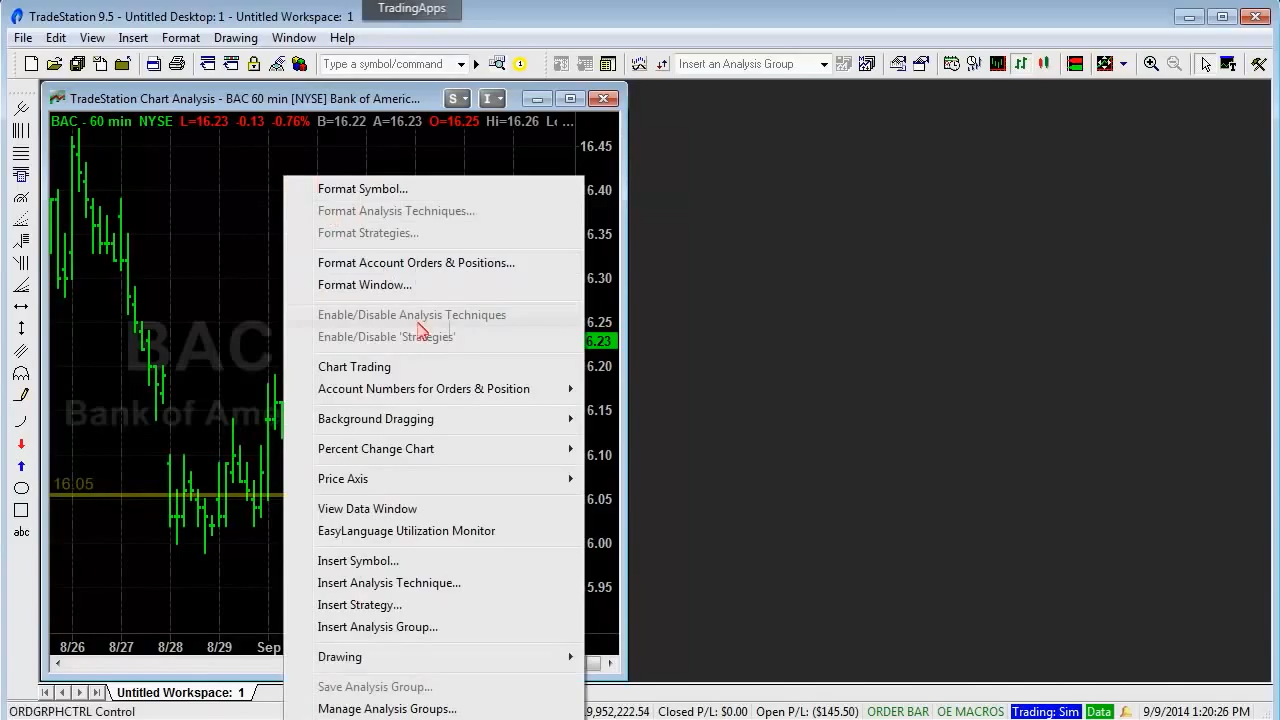 TradingApps
TradeStation 9.5 - Untitled Desktop: 1 - Untitled Workspace: 1
File Edit View Insert Format Drawing Window Help
Type a symbol/command
Insert an Analysis Group
TradeStation Chart Analysis - BAC 60 min [NYSE] Bank of Americ...
S I
BAC - 60 min NYSE L=16.23 -0.13 -0.76% B=16.22 A=16.23 O=16.25 Hi=16.26 Lo ...
16.45
6.40
6.35
6.30
6.25
6.23
6.20
6.15
6.10
6.05
6.00
5.95
BAC
Bank of Ame
16.05
8/26 8/27 8/28 8/29 Sep
Format Symbol...
Format Analysis Techniques...
Format Strategies...
Format Account Orders & Positions...
Format Window...
Enable/Disable Analysis Techniques
Enable/Disable 'Strategies'
Chart Trading
Account Numbers for Orders & Position
Background Dragging
Percent Change Chart
Price Axis
View Data Window
EasyLanguage Utilization Monitor
Insert Symbol...
Insert Analysis Technique...
Insert Strategy...
Insert Analysis Group...
Drawing
Save Analysis Group...
Manage Analysis Groups...
abc
Untitled Workspace: 1
ORDGRPHCTRL Control
9,952,222.54 Closed P/L: $0.00 Open P/L: ($145.50) ORDER BAR OE MACROS Trading: Sim Data 9/9/2014 1:20:26 PM